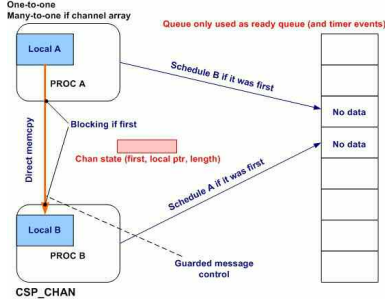 One-to-one
Many-to-one if channel array
Queue only used as ready queue (and timer events)
Local A
PROC A
Schedule B if it was first
No data
Blocking if first
No data
Direct memcpy
Chan state (first, local ptr, length)
Schedule A if it was first
Local B
PROC B
Guarded message
control
CSP_CHAN